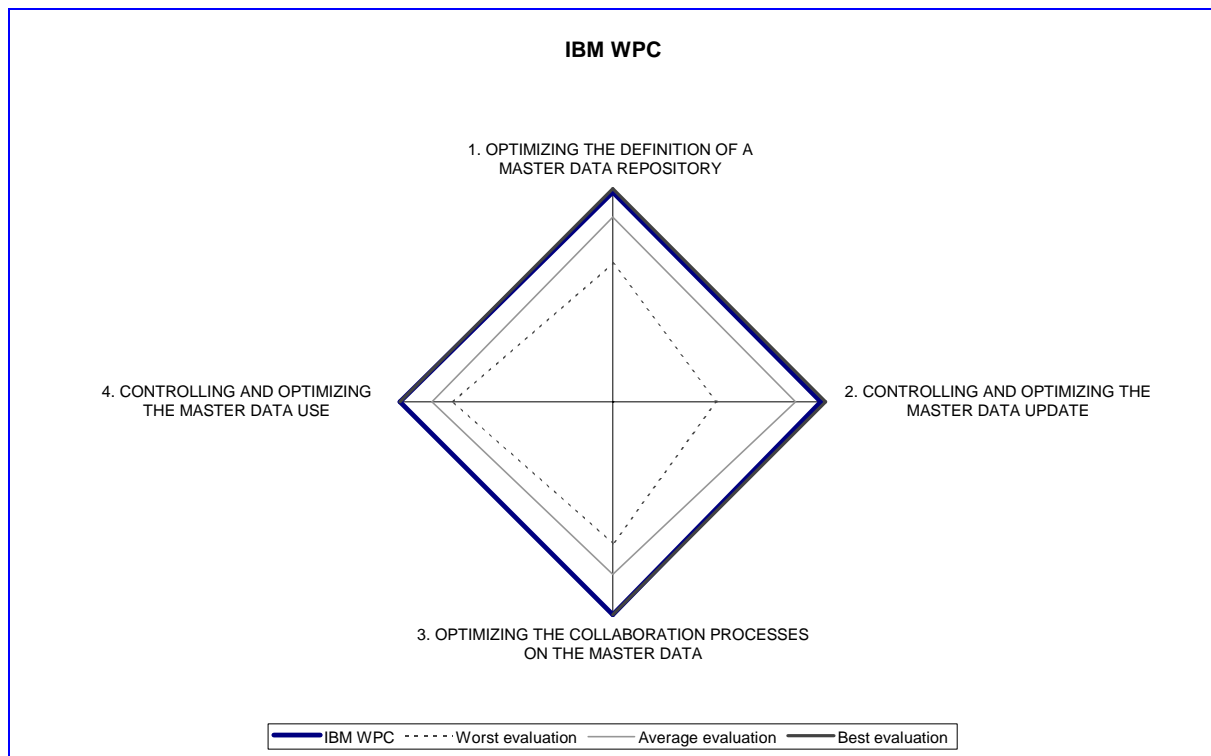 IBM WPC
1. OPTIMIZING THE DEFINITION OF A
MASTER DATA REPOSITORY
4. CONTROLLING AND OPTIMIZING
THE MASTER DATA USE
2. CONTROLLING AND OPTIMIZING THE
MASTER DATA UPDATE
3. OPTIMIZING THE COLLABORATION PROCESSES
ON THE MASTER DATA
IBM WPC Worst evaluation Average evaluation Best evaluation